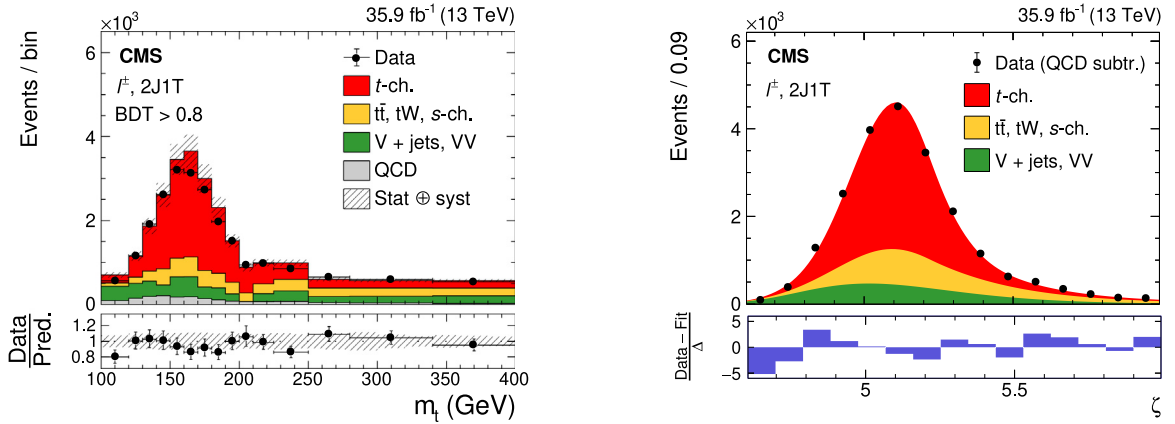 ×10³
35.9 fb⁻¹ (13 TeV)
Events / bin
6
4
2
0
CMS
l±, 2J1T
BDT > 0.8
Data
t-ch.
tt̄, tW, s-ch.
V + jets, VV
QCD
Stat ⊕ syst
Data
Pred.
1.2
1
0.8
100 150 200 250 300 350 400
mt (GeV)
×10³
35.9 fb⁻¹ (13 TeV)
Events / 0.09
6
4
2
0
CMS
l±, 2J1T
Data (QCD subtr.)
t-ch.
tt̄, tW, s-ch.
V + jets, VV
Data – Fit
Δ
5
0
−5
5 5.5
ζ